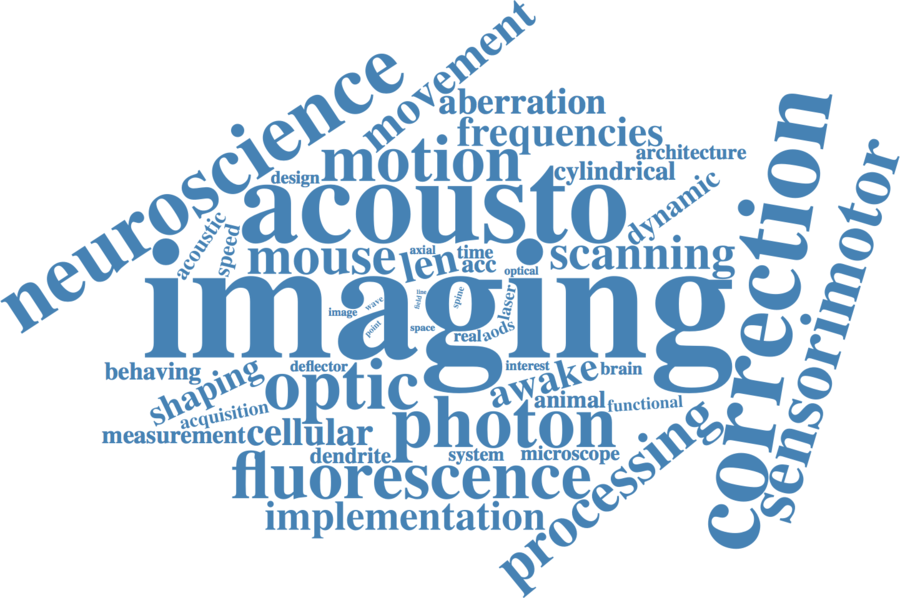 neuroscience
movement
aberration
frequencies
motion
architecture
design
cylindrical
correction
sensorimotor
acousto
dynamic
acoustic
speed
mouse
len
axial
time
acc
optical
scanning
imaging
image
wave
point
field
line
spine
space
real
aods
laser
behaving
deflector
interest
brain
shaping
optic
awake
animal
functional
acquisition
photon
measurement
cellular
processing
dendrite
system
microscope
fluorescence
implementation